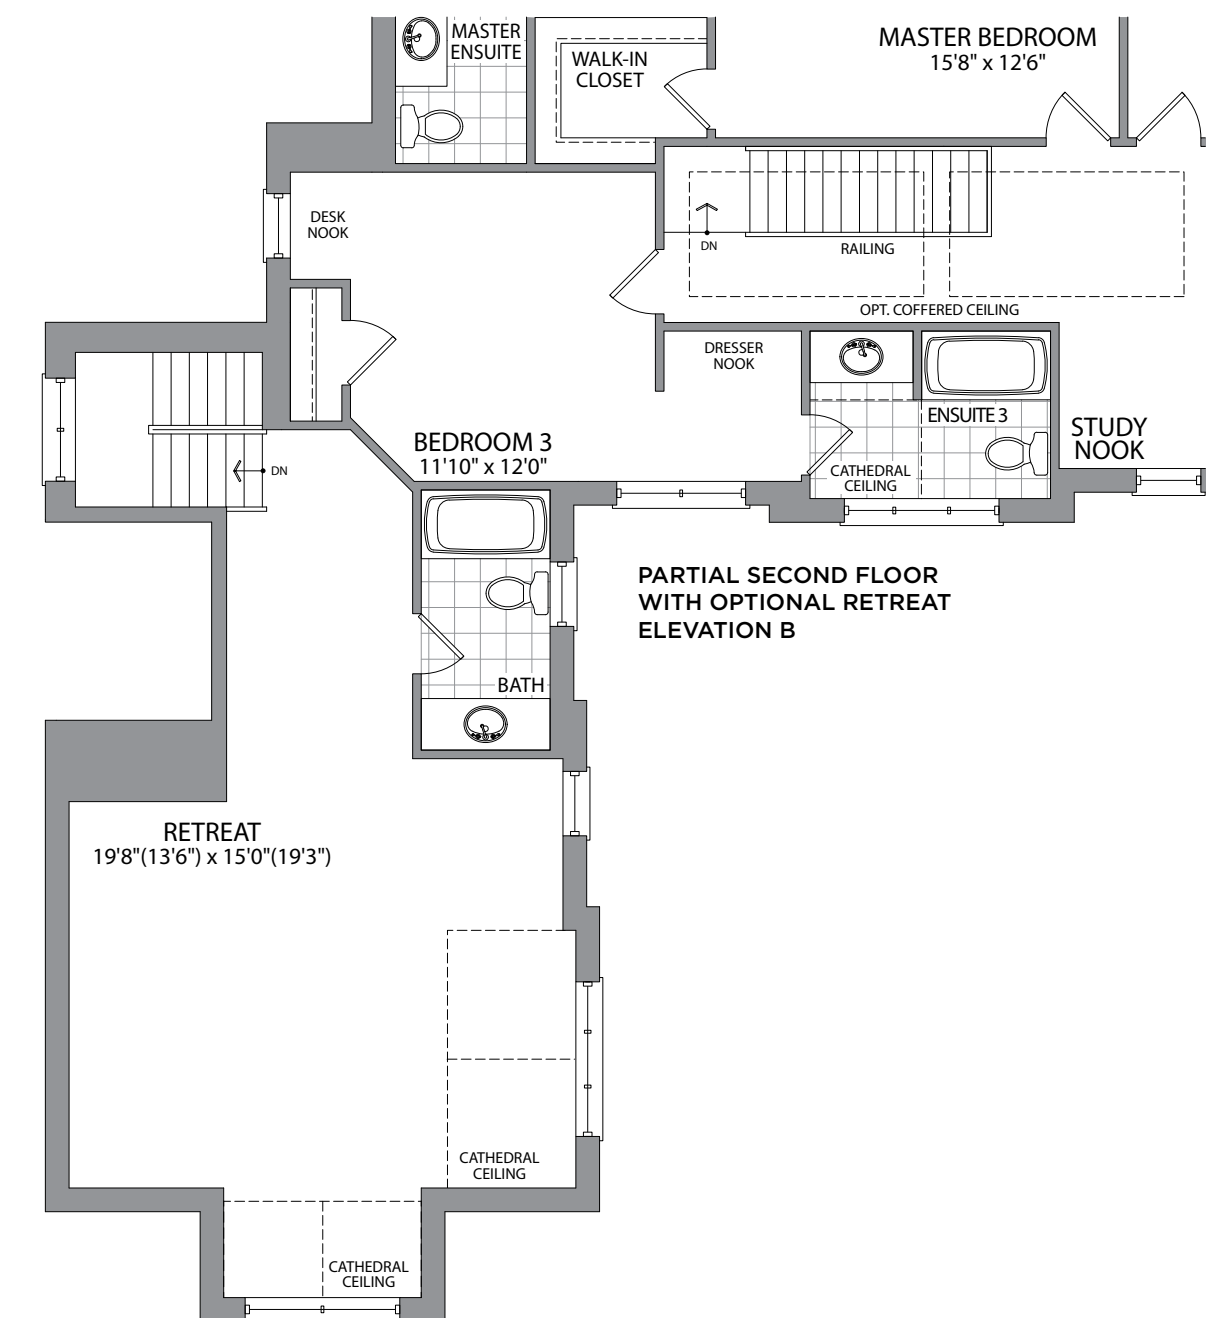 MASTER
ENSUITE
WALK-IN
CLOSET
MASTER BEDROOM
15'8" x 12'6"
DESK
NOOK
DN
RAILING
OPT. COFFERED CEILING
DRESSER
NOOK
ENSUITE 3
CATHEDRAL
CEILING
STUDY
NOOK
BEDROOM 3
11'10" x 12'0"
DN
PARTIAL SECOND FLOOR
WITH OPTIONAL RETREAT
ELEVATION B
BATH
RETREAT
19'8"(13'6") x 15'0"(19'3")
CATHEDRAL
CEILING
CATHEDRAL
CEILING